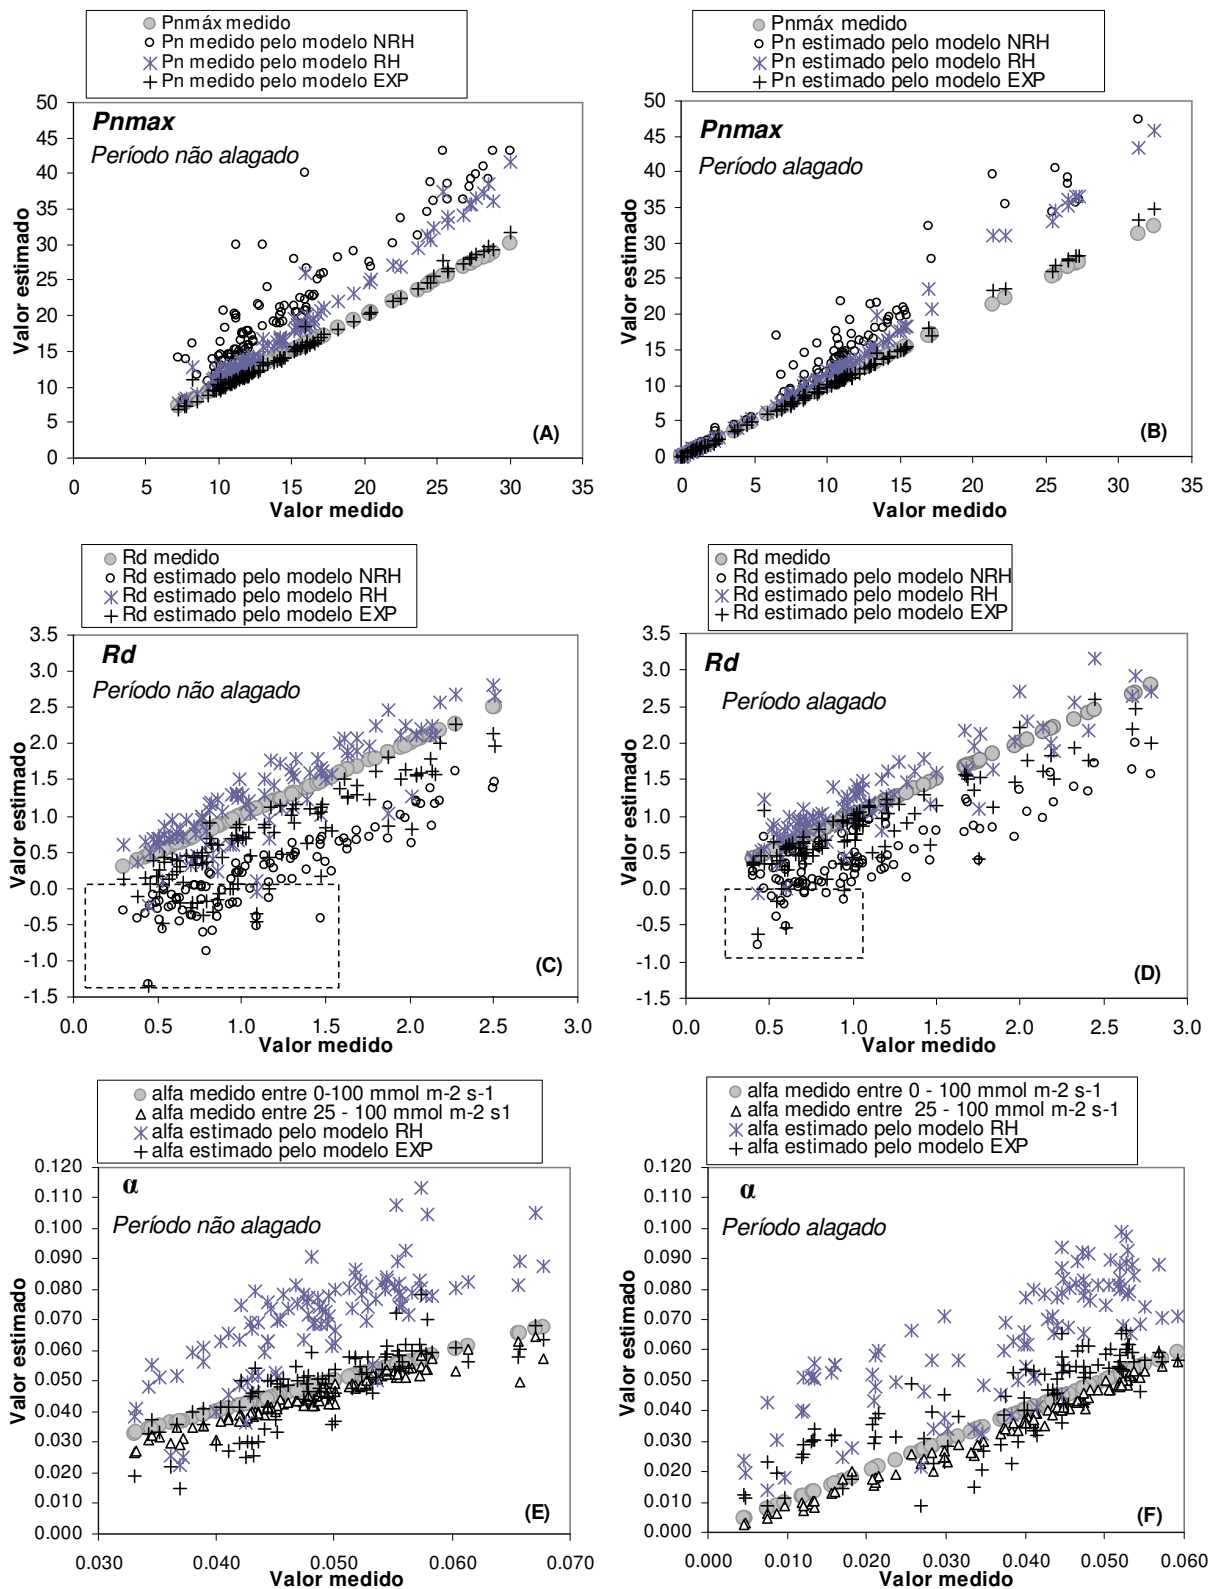 Pnmáx medido
Pn medido pelo modelo NRH
Pn medido pelo modelo RH
Pn medido pelo modelo EXP
50
45
40
35
30
25
20
15
10
5
0
Valor estimado
Pnmax
Período não alagado
(A)
0 5 10 15 20 25 30 35
Valor medido
Pnmáx medido
Pn estimado pelo modelo NRH
Pn estimado pelo modelo RH
Pn estimado pelo modelo EXP
50
45
40
35
30
25
20
15
10
5
0
Valor estimado
Pnmax
Período alagado
(B)
0 5 10 15 20 25 30 35
Valor medido
Rd medido
Rd estimado pelo modelo NRH
Rd estimado pelo modelo RH
Rd estimado pelo modelo EXP
3.5
3.0
2.5
2.0
1.5
1.0
0.5
0.0
-0.5
-1.0
-1.5
Valor estimado
Rd
Período não alagado
(C)
0.0 0.5 1.0 1.5 2.0 2.5 3.0
Valor medido
Rd medido
Rd estimado pelo modelo NRH
Rd estimado pelo modelo RH
Rd estimado pelo modelo EXP
3.5
3.0
2.5
2.0
1.5
1.0
0.5
0.0
-0.5
-1.0
-1.5
Valor estimado
Rd
Período alagado
(D)
0.0 0.5 1.0 1.5 2.0 2.5 3.0
Valor medido
alfa medido entre 0-100 mmol m-2 s-1
alfa medido entre 25 - 100 mmol m-2 s1
alfa estimado pelo modelo RH
alfa estimado pelo modelo EXP
0.120
0.110
0.100
0.090
0.080
0.070
0.060
0.050
0.040
0.030
0.020
0.010
0.000
Valor estimado
α
Período não alagado
(E)
0.030 0.040 0.050 0.060 0.070
Valor medido
alfa medido entre 0 - 100 mmol m-2 s-1
alfa medido entre 25 - 100 mmol m-2 s-1
alfa estimado pelo modelo RH
alfa estimado pelo modelo EXP
0.120
0.110
0.100
0.090
0.080
0.070
0.060
0.050
0.040
0.030
0.020
0.010
0.000
Valor estimado
α
Período alagado
(F)
0.000 0.010 0.020 0.030 0.040 0.050 0.060
Valor medido